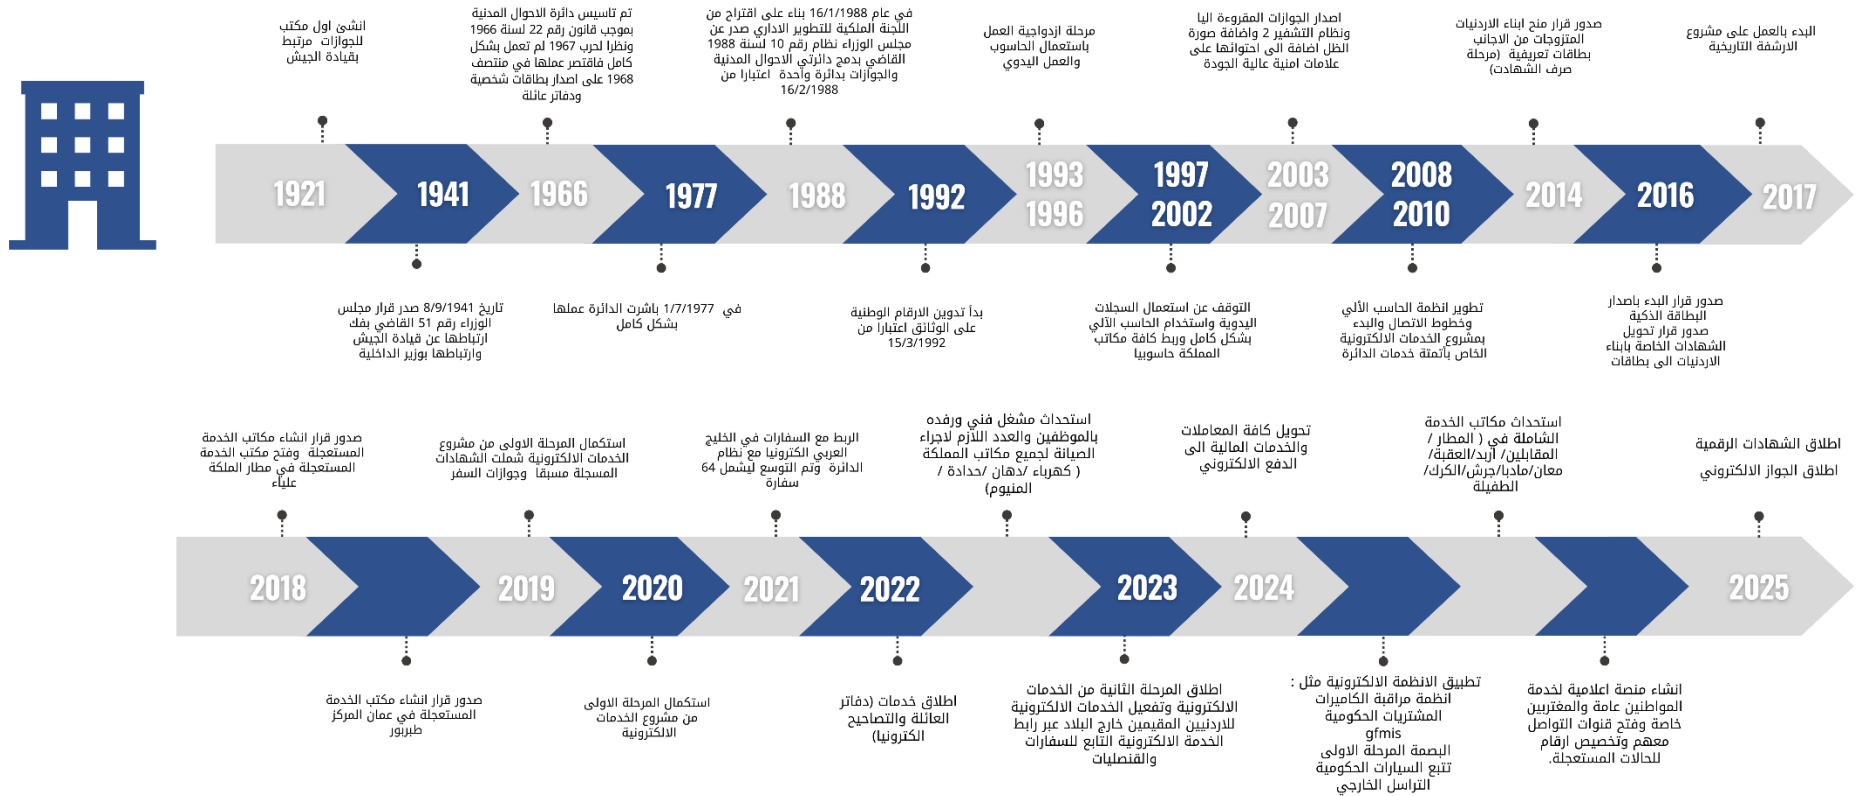 انشئ اول مكتب
للجوازات مرتبط
بقيادة الجيش
1921
1941
تاريخ 8/9/1941 صدر قرار مجلس
الوزراء رقم 51 القاضي بفك
ارتباطها عن قيادة الجيش
وارتباطها بوزير الداخلية
تم تاسيس دائرة الاحوال المدنية
بموجب قانون رقم 22 لسنة 1966
ونظرا لحرب 1967 لم تعمل بشكل
كامل فاقتصر عملها في منتصف
1968 على اصدار بطاقات شخصية
ودفاتر عائلة
1966
1977
في 1/7/1977 باشرت الدائرة عملها
بشكل كامل
في عام 16/1/1988 بناء على اقتراح من
اللجنة الملكية للتطوير الاداري صدر عن
مجلس الوزراء نظام رقم 10 لسنة 1988
القاضي بدمج دائرتي الاحوال المدنية
والجوازات بدائرة واحدة اعتبارا من
16/2/1988
1988
1992
بدأ تدوين الارقام الوطنية
على الوثائق اعتبارا من
15/3/1992
مرحلة ازدواجية العمل
باستعمال الحاسوب
والعمل اليدوي
1993
1996
1997
2002
التوقف عن استعمال السجلات
اليدوية واستخدام الحاسب الآلي
بشكل كامل وربط كافة مكاتب
المملكة حاسوبيا
اصدار الجوازات المقروءة اليا
ونظام التشفير 2 واضافة صورة
الظل اضافة الى احتوائها على
علامات امنية عالية الجودة
2003
2007
2008
2010
تطوير انظمة الحاسب الألي
وخطوط الاتصال والبدء
بمشروع الخدمات الالكترونية
الخاص بأتمتة خدمات الدائرة
صدور قرار منح ابناء الاردنيات
المتزوجات من الاجانب
بطاقات تعريفية (مرحلة
صرف الشهادت)
2014
2016
صدور قرار البدء باصدار
البطاقة الذكية
صدور قرار تحويل
الشهادات الخاصة بابناء
الاردنيات الى بطاقات
البدء بالعمل على مشروع
الارشفة التاريخية
2017
صدور قرار انشاء مكاتب الخدمة
المستعجلة وفتح مكتب الخدمة
المستعجلة في مطار الملكة
علياء
2018
صدور قرار انشاء مكتب الخدمة
المستعجلة في عمان المركز
طبربور
استكمال المرحلة الاولى من مشروع
الخدمات الالكترونية شملت الشهادات
المسجلة مسبقا وجوازات السفر
2019
2020
استكمال المرحلة الاولى
من مشروع الخدمات
الالكترونية
الربط مع السفارات في الخليج
العربي الكترونيا مع نظام
الدائرة وتم التوسع ليشمل 64
سفارة
2021
2022
اطلاق خدمات (دفاتر
العائلة والتصاحيح
الكترونيا)
استحداث مشغل فني ورفده
بالموظفين والعدد اللازم لاجراء
الصيانة لجميع مكاتب المملكة
( كهرباء /دهان /حدادة /
المنيوم)
2023
اطلاق المرحلة الثانية من الخدمات
الالكترونية وتفعيل الخدمات الالكترونية
للاردنيين المقيمين خارج البلاد عبر رابط
الخدمة الالكترونية التابع للسفارات
والقنصليات
تحويل كافة المعاملات
والخدمات المالية الى
الدفع الالكتروني
2024
تطبيق الانظمة الالكترونية مثل :
انظمة مراقبة الكاميرات
المشتريات الحكومية
gfmis
البصمة المرحلة الاولى
تتبع السيارات الحكومية
التراسل الخارجي
استحداث مكاتب الخدمة
الشاملة في ( المطار /
المقابلين/ اربد/العقبة/
معان/مادبا/جرش/الكرك/
الطفيلة
انشاء منصة اعلامية لخدمة
المواطنين عامة والمغتربين
خاصة وفتح قنوات التواصل
معهم وتخصيص ارقام
للحالات المستعجلة.
اطلاق الشهادات الرقمية
اطلاق الجواز الالكتروني
2025